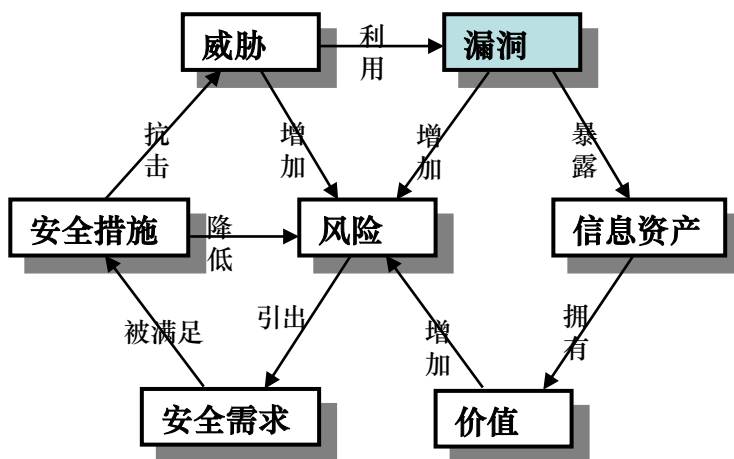 威胁
利用
漏洞
抗击
增加
增加
暴露
安全措施
降低
风险
信息资产
被满足
引出
增加
拥有
安全需求
价值